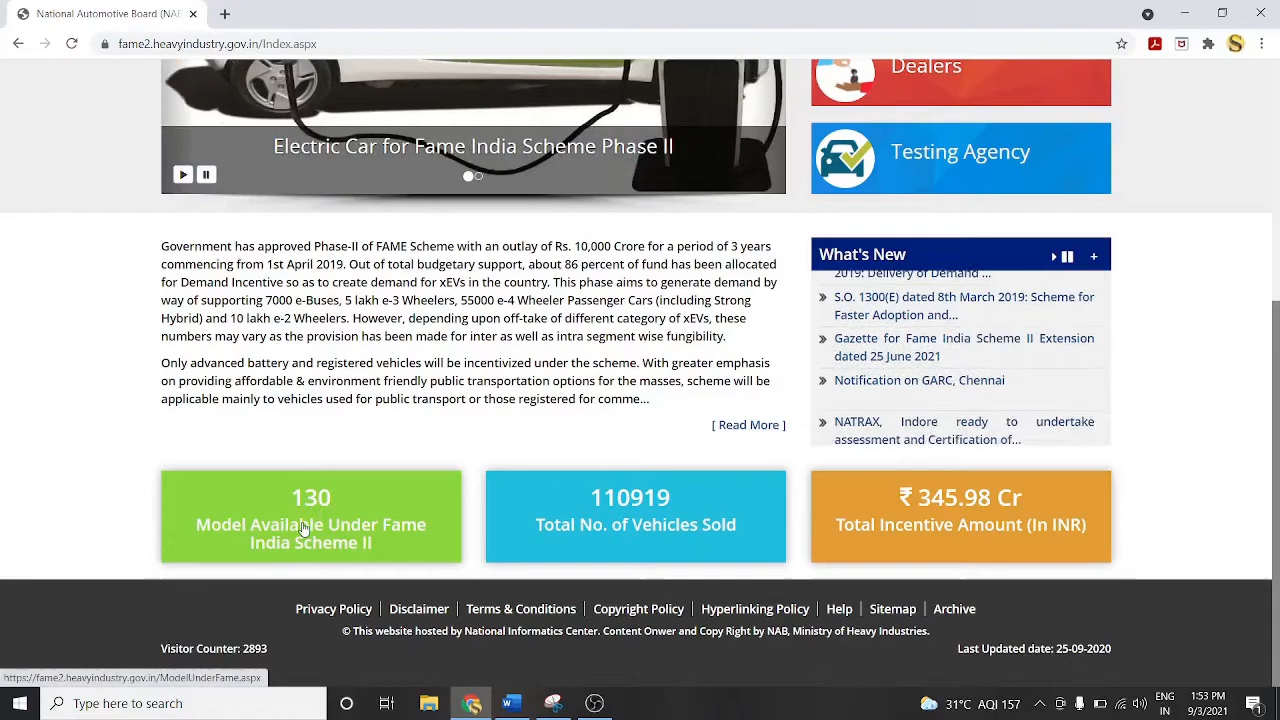 National Automotive Board (NAB)
fame2.heavyindustry.gov.in/Index.aspx
Dealers
Electric Car for Fame India Scheme Phase II
Testing Agency
Government has approved Phase-II of FAME Scheme with an outlay of Rs. 10,000 Crore for a period of 3 years
commencing from 1st April 2019. Out of total budgetary support, about 86 percent of fund has been allocated
for Demand Incentive so as to create demand for xEVs in the country. This phase aims to generate demand by
way of supporting 7000 e-Buses, 5 lakh e-3 Wheelers, 55000 e-4 Wheeler Passenger Cars (including Strong
Hybrid) and 10 lakh e-2 Wheelers. However, depending upon off-take of different category of xEVs, these
numbers may vary as the provision has been made for inter as well as intra segment wise fungibility.
Only advanced battery and registered vehicles will be incentivized under the scheme. With greater emphasis
on providing affordable & environment friendly public transportation options for the masses, scheme will be
applicable mainly to vehicles used for public transport or those registered for comme...
[ Read More ]
What's New
+
2019: Delivery of Demand ...
S.O. 1300(E) dated 8th March 2019: Scheme for
Faster Adoption and...
Gazette for Fame India Scheme II Extension
dated 25 June 2021
Notification on GARC, Chennai
NATRAX, Indore ready to undertake
assessment and Certification of...
130
Model Available Under Fame
India Scheme II
110919
Total No. of Vehicles Sold
₹ 345.98 Cr
Total Incentive Amount (In INR)
Privacy Policy | Disclaimer | Terms & Conditions | Copyright Policy | Hyperlinking Policy | Help | Sitemap | Archive
© This website hosted by National Informatics Center. Content Onwer and Copy Right by NAB, Ministry of Heavy Industries.
Visitor Counter: 2893
Last Updated date: 25-09-2020
https://fame2.heavyindustry.gov.in/ModelUnderFame.aspx
Type here to search
31°C AQI 157
ENG
IN
1:53 PM
9/3/2021